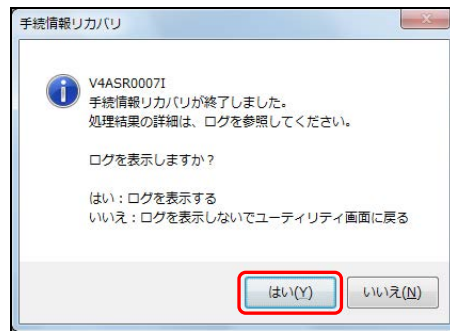 手続情報リカバリ
V4ASR0007I
手続情報リカバリが終了しました。
処理結果の詳細は、ログを参照してください。
ログを表示しますか？
はい：ログを表示する
いいえ：ログを表示しないでユーティリティ画面に戻る
はい(Y) いいえ(N)